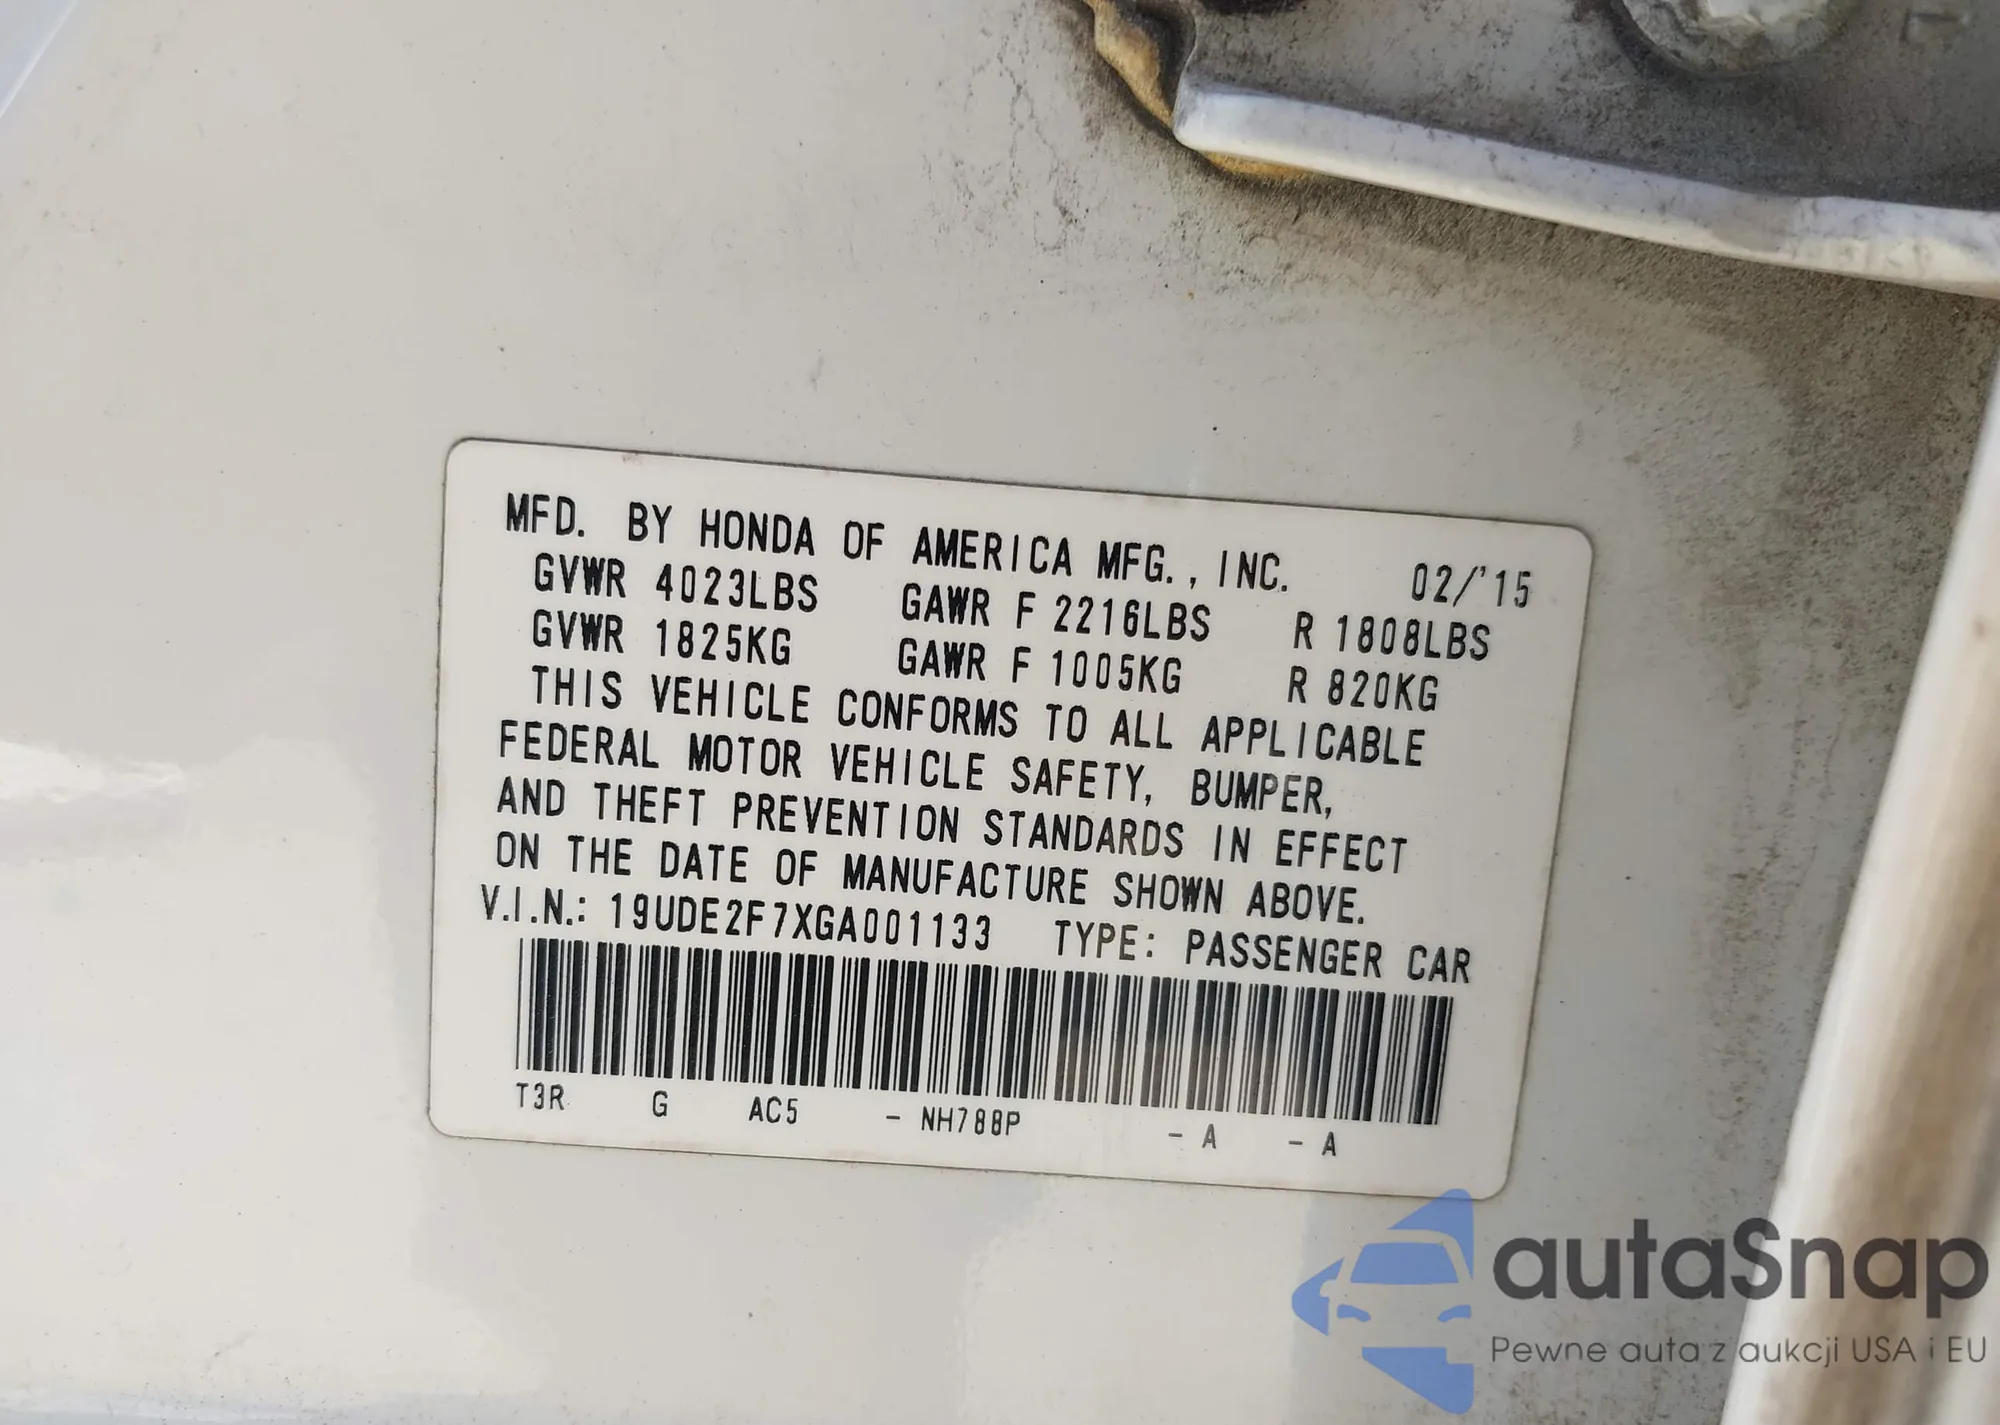 MFD. BY HONDA OF AMERICA MFG., INC. 02/'15
GVWR 4023LBS GAWR F 2216LBS R 1808LBS
GVWR 1825KG GAWR F 1005KG R 820KG
THIS VEHICLE CONFORMS TO ALL APPLICABLE
FEDERAL MOTOR VEHICLE SAFETY, BUMPER,
AND THEFT PREVENTION STANDARDS IN EFFECT
ON THE DATE OF MANUFACTURE SHOWN ABOVE.
V.I.N.: 19UDE2F7XGA001133 TYPE: PASSENGER CAR
T3R G AC5 - NH788P - A - A
autaSnap
Pewne auta z aukcji USA i EU